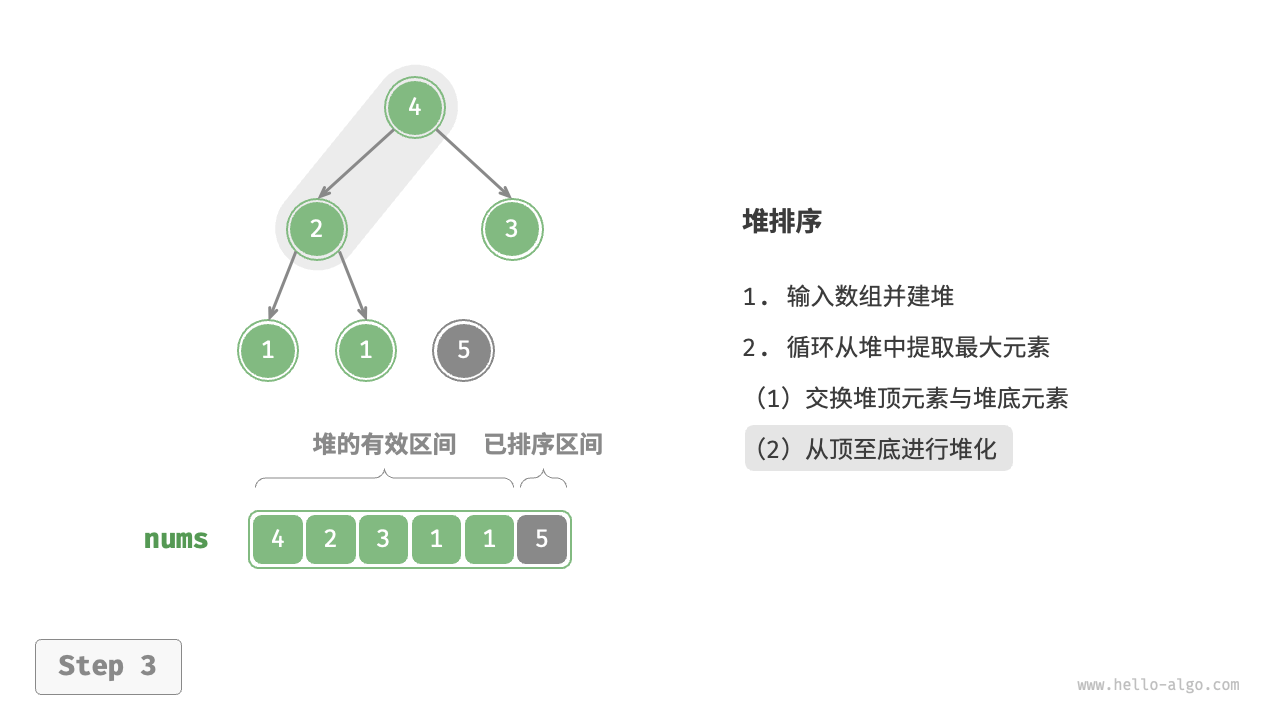 4
2
3
1
1
5
堆的有效区间 已排序区间
nums 4 2 3 1 1 5
堆排序
1. 输入数组并建堆
2. 循环从堆中提取最大元素
（1）交换堆顶元素与堆底元素
（2）从顶至底进行堆化
Step 3
www.hello-algo.com